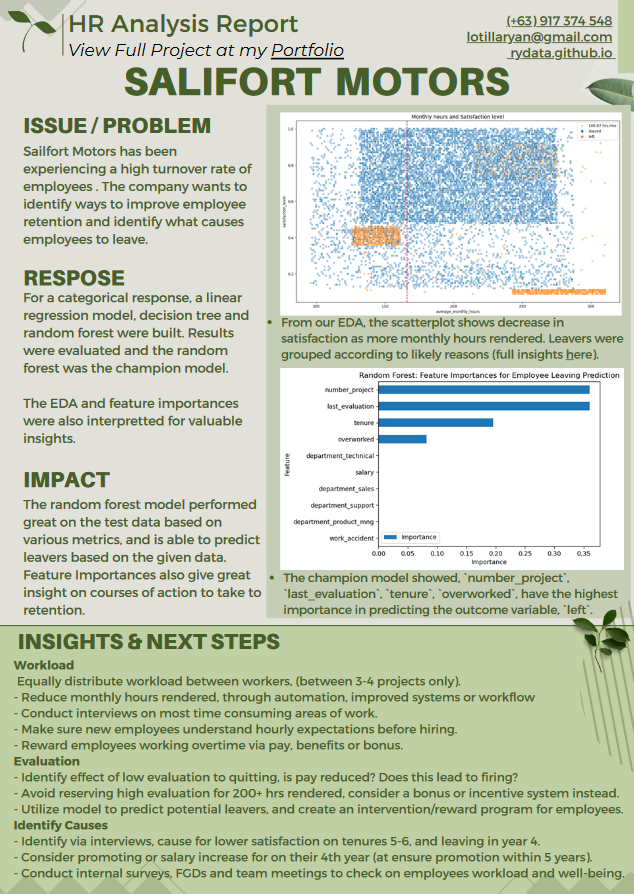 HR Analysis Report
View Full Project at my Portfolio
(+63) 917 374 548
lotillaryan@gmail.com
rydata.github.io
SALIFORT MOTORS
ISSUE / PROBLEM
Sailfort Motors has been
experiencing a high turnover rate of
employees . The company wants to
identify ways to improve employee
retention and identify what causes
employees to leave.
RESPOSE
For a categorical response, a linear
regression model, decision tree and
random forest were built. Results
were evaluated and the random
forest was the champion model.
The EDA and feature importances
were also interpretted for valuable
insights.
IMPACT
The random forest model performed
great on the test data based on
various metrics, and is able to predict
leavers based on the given data.
Feature Importances also give great
insight on courses of action to take to
retention.
Monthly hours and Satisfaction level
166.67 hrs./mo
stayed
left
satisfaction_level
1.0
0.8
0.6
0.4
0.2
100
150
200
250
300
average_monthly_hours
• From our EDA, the scatterplot shows decrease in
satisfaction as more monthly hours rendered. Leavers were
grouped according to likely reasons (full insights here).
Random Forest: Feature Importances for Employee Leaving Prediction
Feature
number_project
last_evaluation
tenure
overworked
department_technical
salary
department_sales
department_support
department_product_mng
work_accident
Importance
0.00 0.05 0.10 0.15 0.20 0.25 0.30 0.35
Importance
• The champion model showed, `number_project`,
`last_evaluation`, `tenure`, `overworked`, have the highest
importance in predicting the outcome variable, `left`.
INSIGHTS & NEXT STEPS
Workload
Equally distribute workload between workers, (between 3-4 projects only).
- Reduce monthly hours rendered, through automation, improved systems or workflow
- Conduct interviews on most time consuming areas of work.
- Make sure new employees understand hourly expectations before hiring.
- Reward employees working overtime via pay, benefits or bonus.
Evaluation
- Identify effect of low evaluation to quitting, is pay reduced? Does this lead to firing?
- Avoid reserving high evaluation for 200+ hrs rendered, consider a bonus or incentive system instead.
- Utilize model to predict potential leavers, and create an intervention/reward program for employees.
Identify Causes
- Identify via interviews, cause for lower satisfaction on tenures 5-6, and leaving in year 4.
- Consider promoting or salary increase for on their 4th year (at ensure promotion within 5 years).
- Conduct internal surveys, FGDs and team meetings to check on employees workload and well-being.